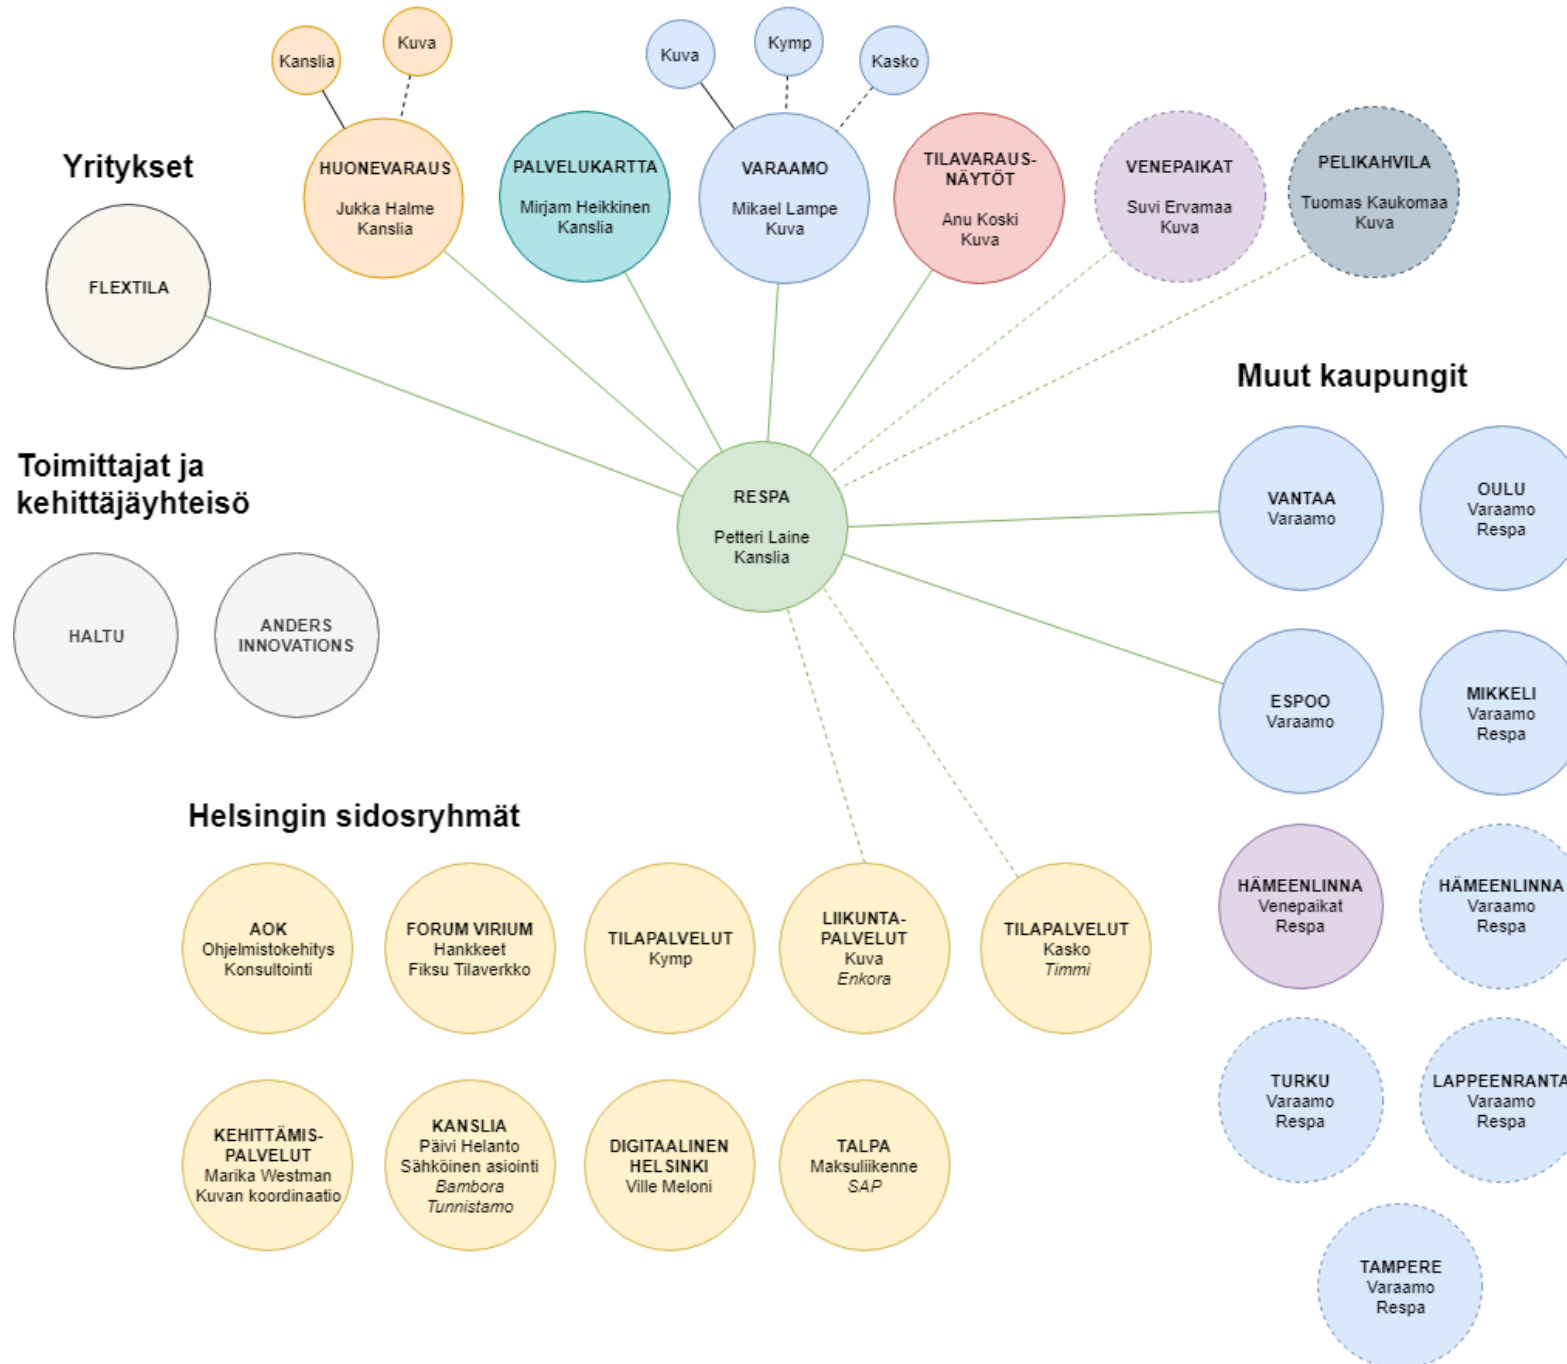 Kanslia
Kuva
Kuva
Kymp
Kasko
Yritykset
FLEXTILA
HUONEVARAUS
Jukka Halme
Kanslia
PALVELUKARTTA
Mirjam Heikkinen
Kanslia
VARAAMO
Mikael Lampe
Kuva
TILAVARAUS-
NÄYTÖT
Anu Koski
Kuva
VENEPAIKAT
Suvi Ervamaa
Kuva
PELIKAHVILA
Tuomas Kaukomaa
Kuva
Toimittajat ja
kehittäjäyhteisö
HALTU
ANDERS
INNOVATIONS
RESPA
Petteri Laine
Kanslia
Muut kaupungit
VANTAA
Varaamo
OULU
Varaamo
Respa
ESPOO
Varaamo
MIKKELI
Varaamo
Respa
HÄMEENLINNA
Venepaikat
Respa
HÄMEENLINNA
Varaamo
Respa
TURKU
Varaamo
Respa
LAPPEENRANTA
Varaamo
Respa
TAMPERE
Varaamo
Respa
Helsingin sidosryhmät
AOK
Ohjelmistokehitys
Konsultointi
FORUM VIRIUM
Hankkeet
Fiksu Tilaverkko
TILAPALVELUT
Kymp
LIIKUNTA-
PALVELUT
Kuva
Enkora
TILAPALVELUT
Kasko
Timmi
KEHITTÄMIS-
PALVELUT
Marika Westman
Kuvan koordinaatio
KANSLIA
Päivi Helanto
Sähköinen asiointi
Bambora
Tunnistamo
DIGITAALINEN
HELSINKI
Ville Meloni
TALPA
Maksuliikenne
SAP